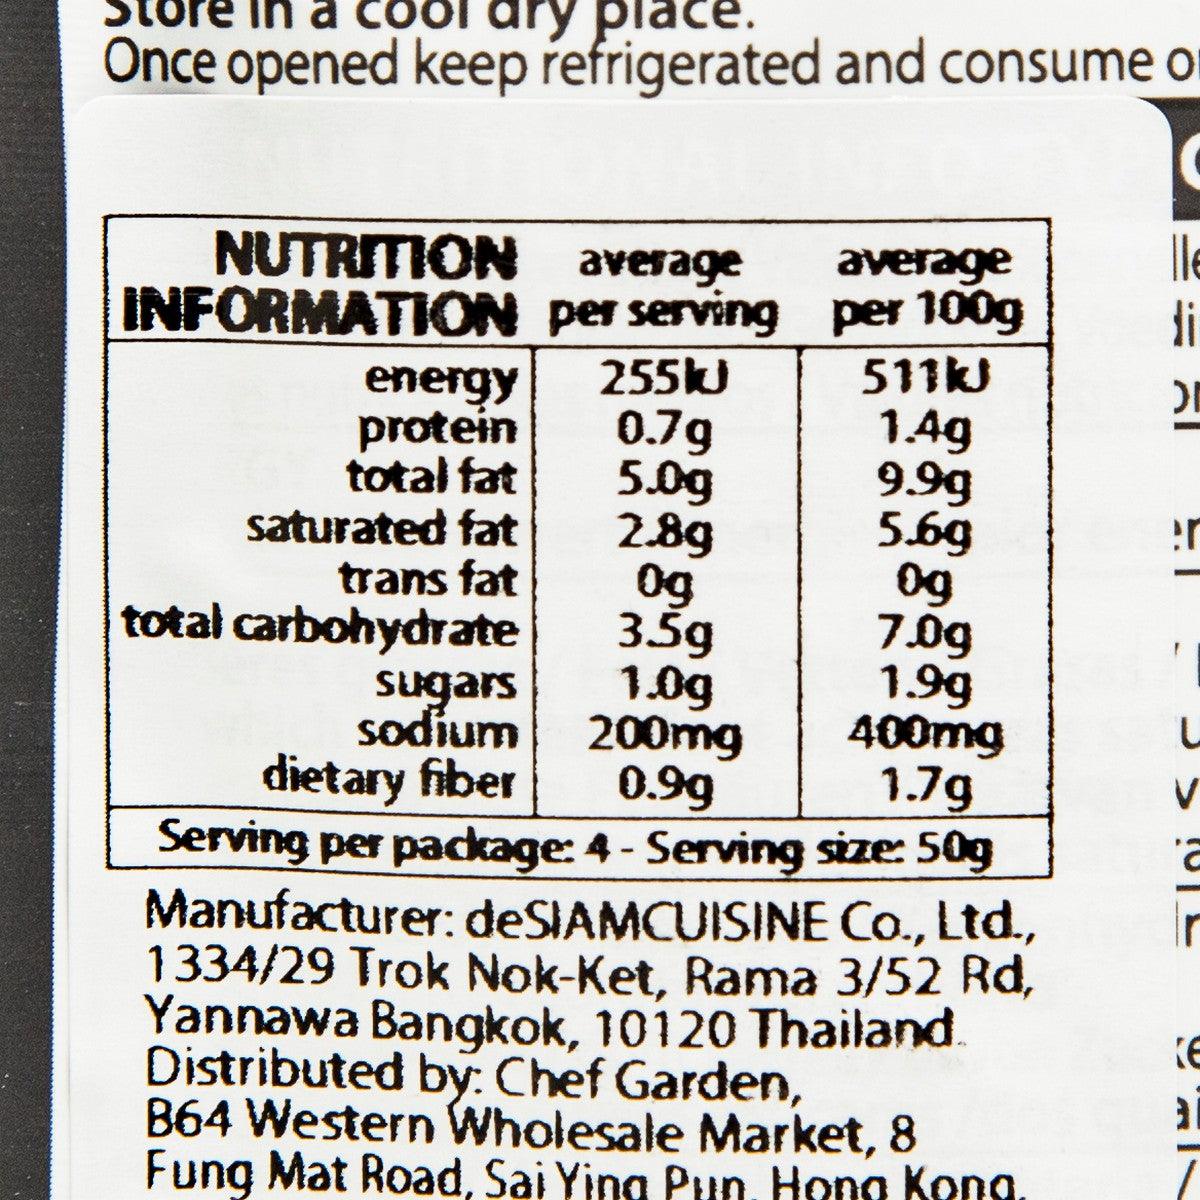 Store in a cool dry place.
Once opened keep refrigerated and consume
NUTRITION INFORMATION average per serving average per 100g
energy 255kJ 511kJ
protein 0.7g 1.4g
total fat 5.0g 9.9g
saturated fat 2.8g 5.6g
trans fat 0g 0g
total carbohydrate 3.5g 7.0g
sugars 1.0g 1.9g
sodium 200mg 400mg
dietary fiber 0.9g 1.7g
Serving per package: 4 - Serving size: 50g
Manufacturer: deSIAMCUISINE Co., Ltd.,
1334/29 Trok Nok-Ket, Rama 3/52 Rd,
Yannawa Bangkok, 10120 Thailand.
Distributed by: Chef Garden,
B64 Western Wholesale Market, 8
Fung Mat Road, Sai Ying Pun, Hong Kong.